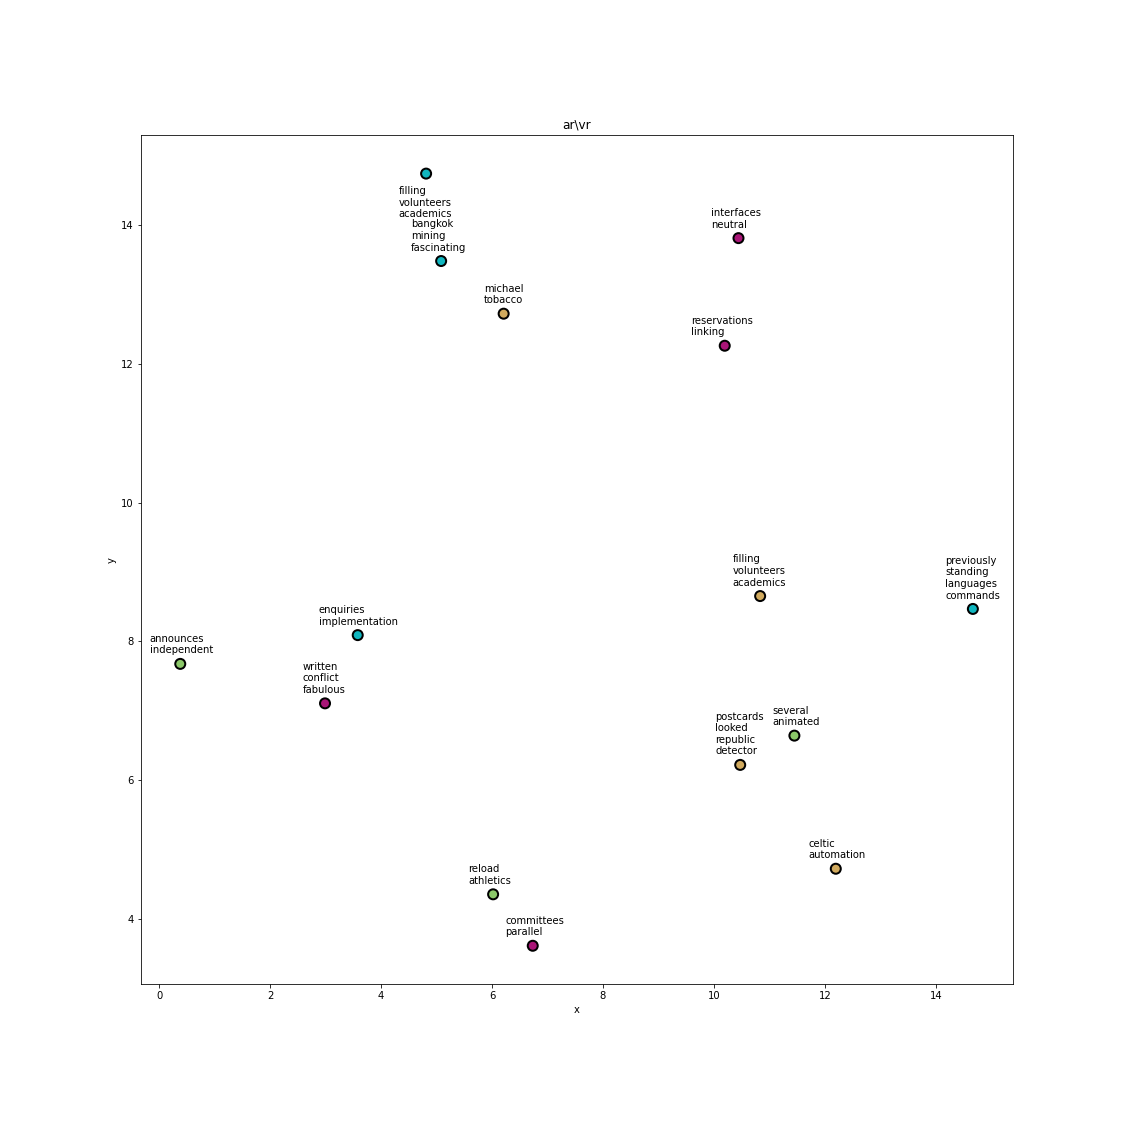 ar\vr
filling
volunteers
academics
bangkok
mining
fascinating
interfaces
neutral
michael
tobacco
reservations
linking
filling
volunteers
academics
previously
standing
languages
commands
enquiries
implementation
announces
independent
written
conflict
fabulous
postcards
looked
republic
detector
several
animated
celtic
automation
reload
athletics
committees
parallel
y
14
12
10
8
6
4
0 2 4 6 8 10 12 14
x